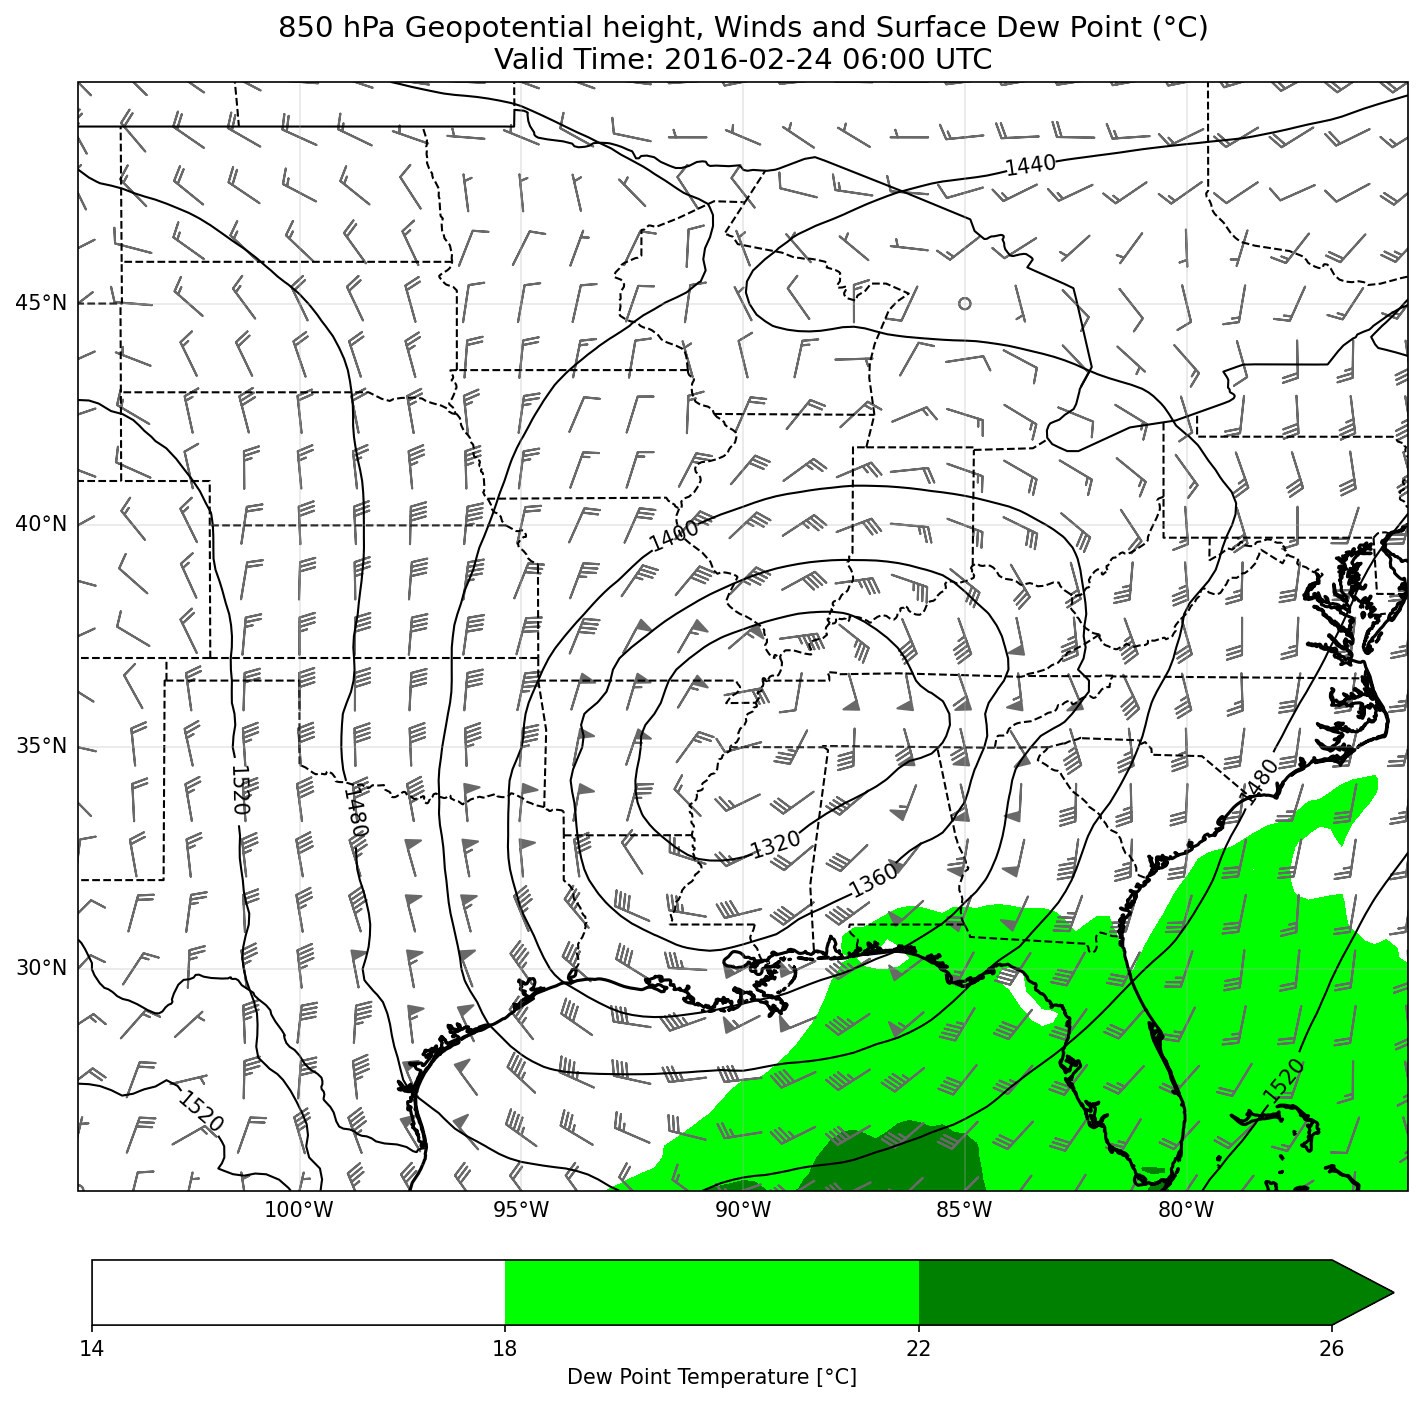 850 hPa Geopotential height, Winds and Surface Dew Point (°C)
Valid Time: 2016-02-24 06:00 UTC
1440
45°N
40°N
1400
35°N
1520
1480
1480
1320
1360
30°N
1520
1520
100°W
95°W
90°W
85°W
80°W
14
18
22
26
Dew Point Temperature [°C]